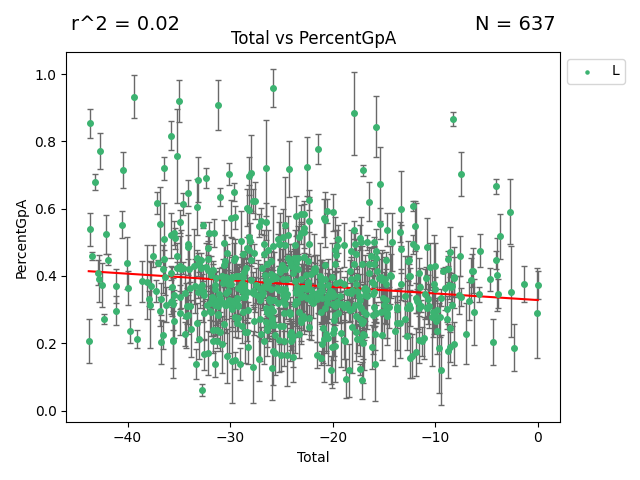 r^2 = 0.02
N = 637
Total vs PercentGpA
L
PercentGpA
1.0
0.8
0.6
0.4
0.2
0.0
−40
−30
−20
−10
0
Total